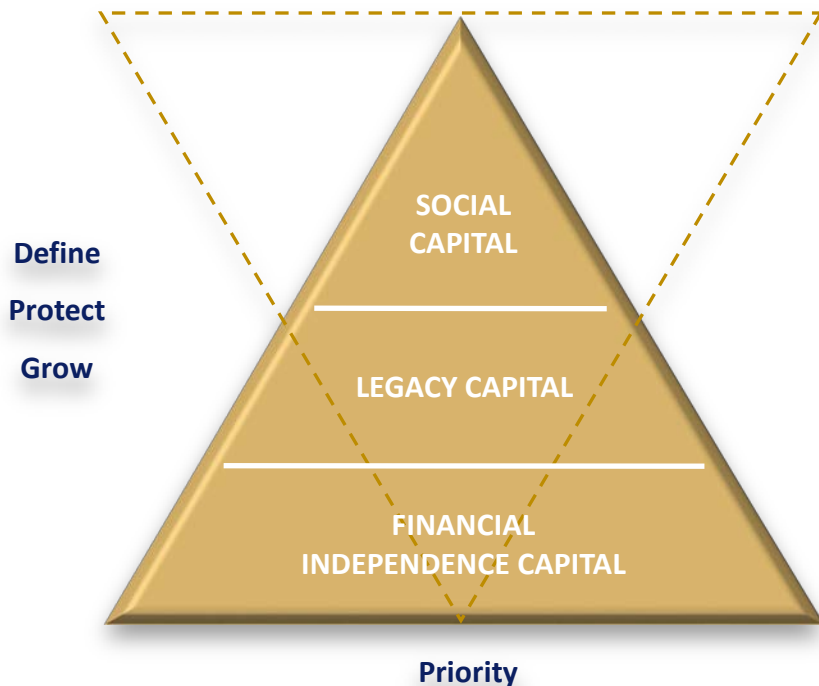 SOCIAL
CAPITAL
Define
Protect
Grow
LEGACY CAPITAL
FINANCIAL
INDEPENDENCE CAPITAL
Priority